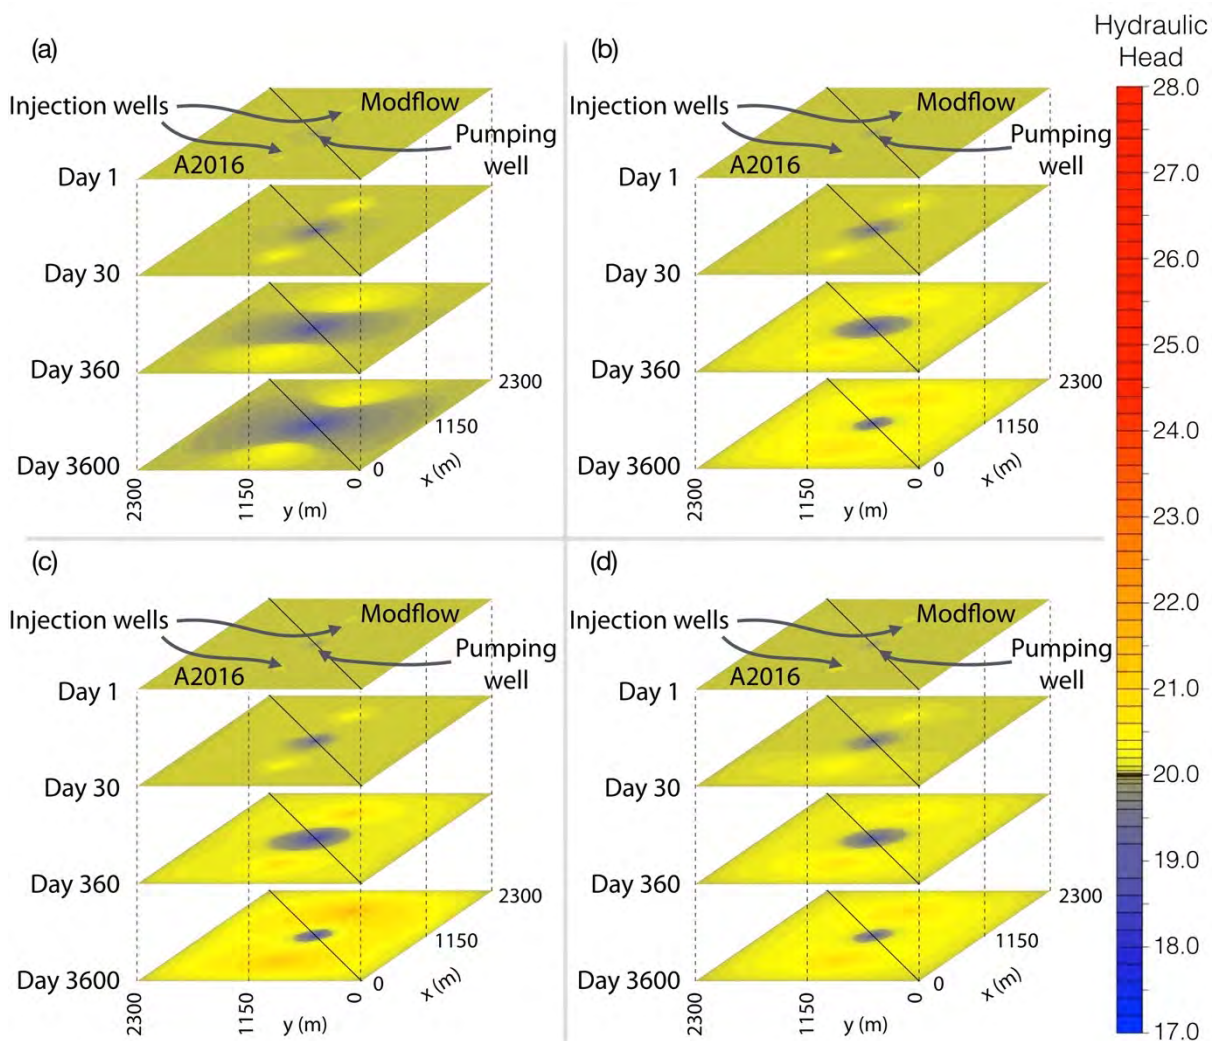 Hydraulic
Head
(a)
Injection wells
Modflow
Pumping
well
A2016
Day 1
Day 30
Day 360
Day 3600
2300
1150
0
x (m)
2300
1150
0
y (m)
(b)
Injection wells
Modflow
Pumping
well
A2016
Day 1
Day 30
Day 360
Day 3600
2300
1150
0
x (m)
2300
1150
0
y (m)
(c)
Injection wells
Modflow
Pumping
well
A2016
Day 1
Day 30
Day 360
Day 3600
2300
1150
0
x (m)
2300
1150
0
y (m)
(d)
Injection wells
Modflow
Pumping
well
A2016
Day 1
Day 30
Day 360
Day 3600
2300
1150
0
x (m)
2300
1150
0
y (m)
28.0
27.0
26.0
25.0
24.0
23.0
22.0
21.0
20.0
19.0
18.0
17.0